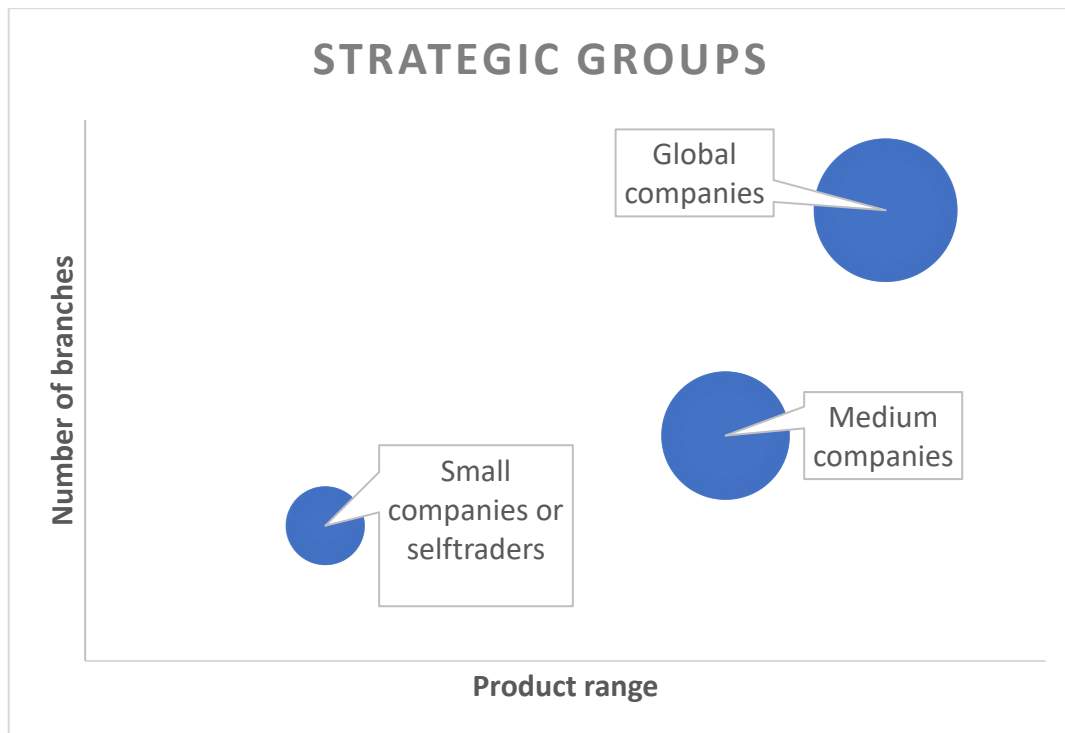 STRATEGIC GROUPS
Global
companies
Medium
companies
Small
companies or
selftraders
Number of branches
Product range